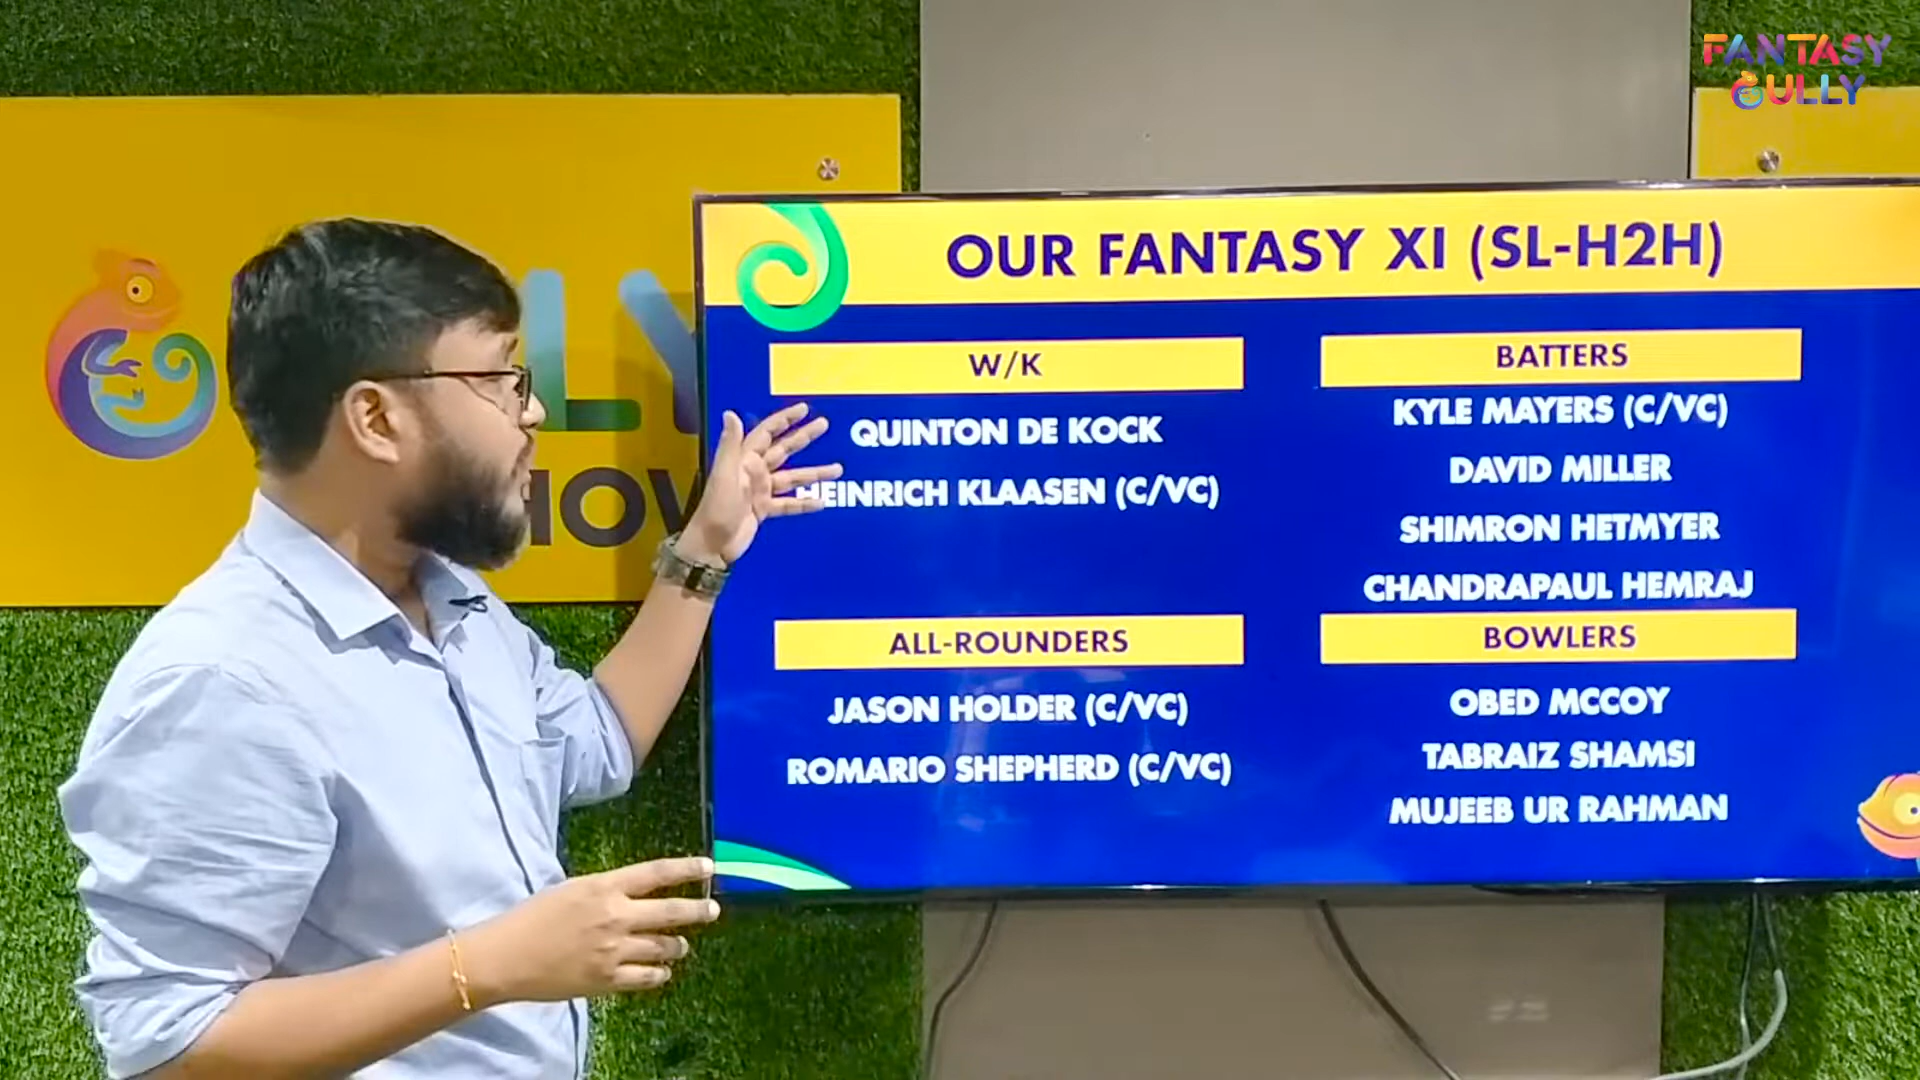 FANTASY
GULLY
LLY
HOW
OUR FANTASY XI (SL-H2H)
W/K
QUINTON DE KOCK
HEINRICH KLAASEN (C/VC)
BATTERS
KYLE MAYERS (C/VC)
DAVID MILLER
SHIMRON HETMYER
CHANDRAPAUL HEMRAJ
ALL-ROUNDERS
JASON HOLDER (C/VC)
ROMARIO SHEPHERD (C/VC)
BOWLERS
OBED MCCOY
TABRAIZ SHAMSI
MUJEEB UR RAHMAN